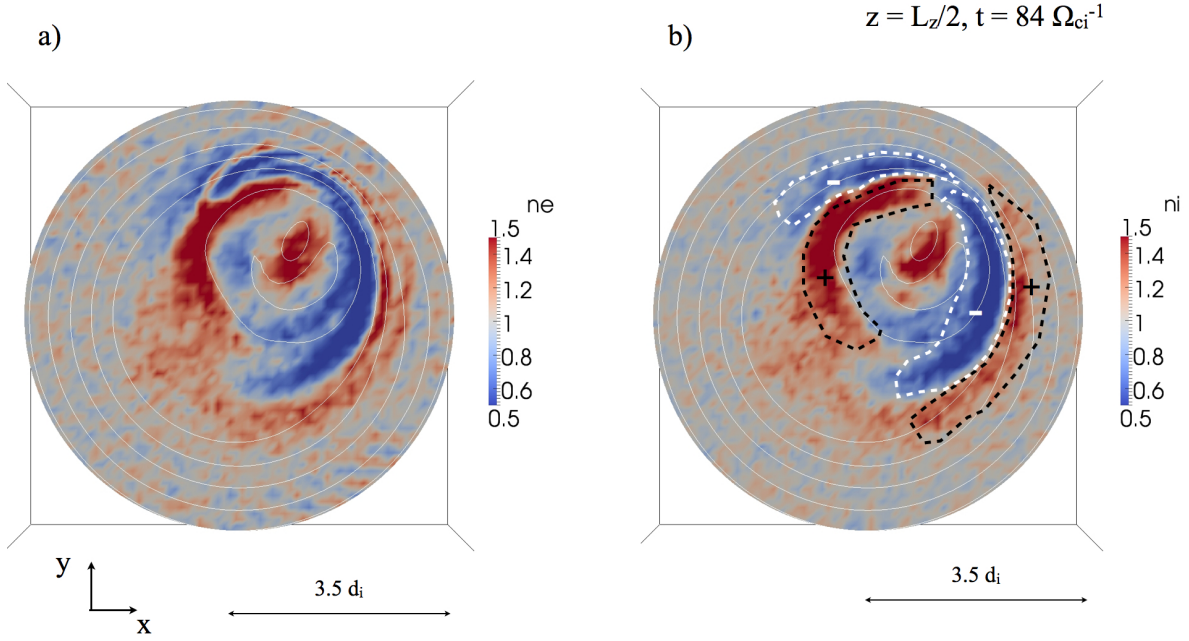 z = Lz/2, t = 84 Ωci-1
a)
b)
ne
1.5
1.4
1.2
1
0.8
0.6
0.5
ni
1.5
1.4
1.2
1
0.8
0.6
0.5
-
+
+
-
y
x
3.5 di
3.5 di